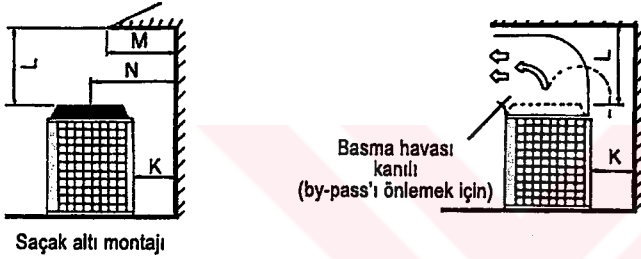 M
N
L
K
Saçak altı montajı
L
K
Basma havası
kanılı
(by-pass'ı önlemek için)